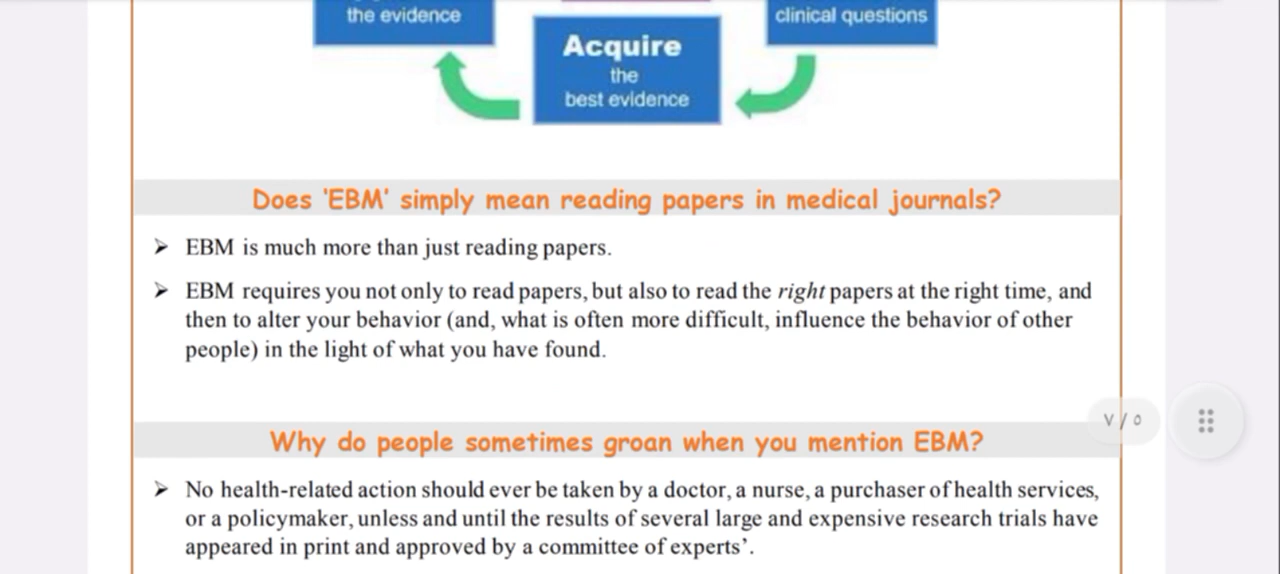 the evidence
clinical questions
Acquire
the
best evidence
Does 'EBM' simply mean reading papers in medical journals?
➤ EBM is much more than just reading papers.
➤ EBM requires you not only to read papers, but also to read the right papers at the right time, and
then to alter your behavior (and, what is often more difficult, influence the behavior of other
people) in the light of what you have found.
٧ / ٥
Why do people sometimes groan when you mention EBM?
➤ No health-related action should ever be taken by a doctor, a nurse, a purchaser of health services,
or a policymaker, unless and until the results of several large and expensive research trials have
appeared in print and approved by a committee of experts’.